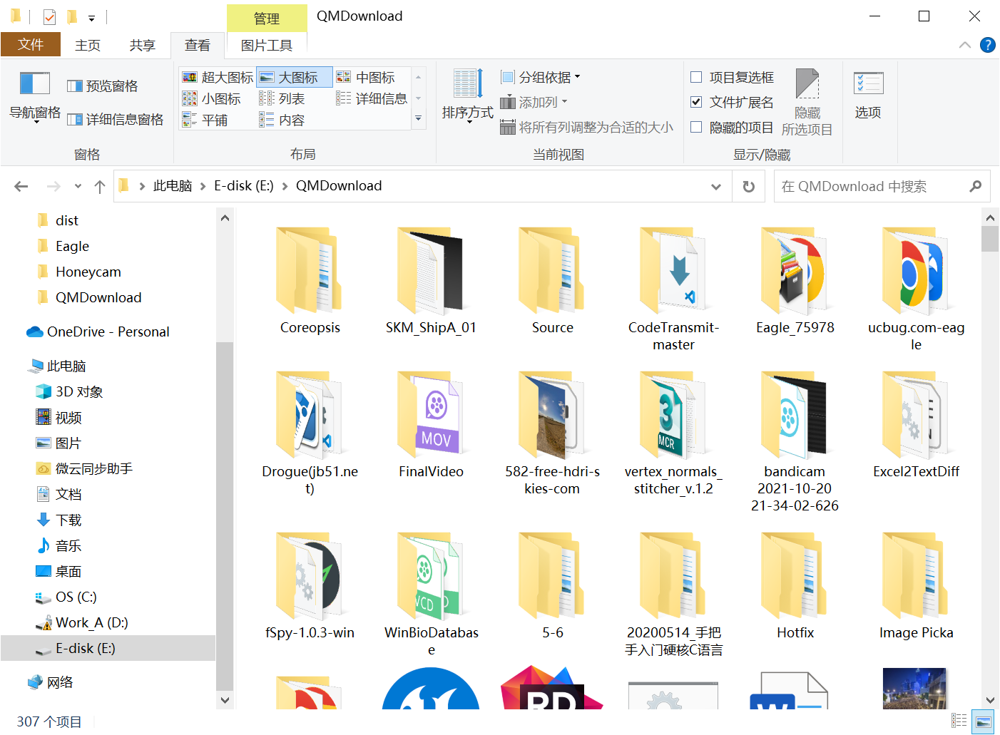 管理
QMDownload
文件
主页
共享
查看
图片工具
导航窗格
预览窗格
详细信息窗格
窗格
超大图标
大图标
中图标
小图标
列表
详细信息
平铺
内容
布局
排序方式
分组依据
添加列
将所有列调整为合适的大小
当前视图
项目复选框
文件扩展名
隐藏的项目
隐藏
所选项目
显示/隐藏
选项
此电脑 > E-disk (E:) > QMDownload
在 QMDownload 中搜索
dist
Eagle
Honeycam
QMDownload
OneDrive - Personal
此电脑
3D 对象
视频
图片
微云同步助手
文档
下载
音乐
桌面
OS (C:)
Work_A (D:)
E-disk (E:)
网络
Coreopsis
SKM_ShipA_01
Source
CodeTransmit-
master
Eagle_75978
ucbug.com-eag
le
MOV
3
MCR
Drogue(jb51.ne
t)
FinalVideo
582-free-hdri-s
kies-com
vertex_normals_
stitcher_v.1.2
bandicam
2021-10-20
21-34-02-626
Excel2TextDiff
VCD
fSpy-1.0.3-win
WinBioDatabas
e
5-6
20200514_手把
手入门硬核C语言
Hotfix
Image Picka
RD
W
307 个项目